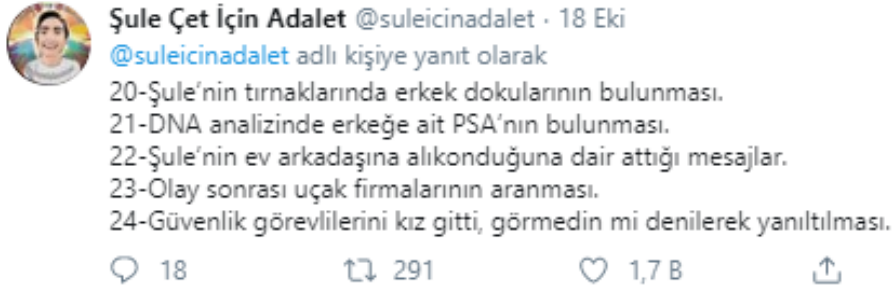 Şule Çet İçin Adalet @suleicinadalet · 18 Eki
@suleicinadalet adlı kişiye yanıt olarak
20-Şule'nin tırnaklarında erkek dokularının bulunması.
21-DNA analizinde erkeğe ait PSA'nın bulunması.
22-Şule'nin ev arkadaşına alıkonduğuna dair attığı mesajlar.
23-Olay sonrası uçak firmalarının aranması.
24-Güvenlik görevlilerini kız gitti, görmedin mi denilerek yanıltılması.
18 291 1,7 B